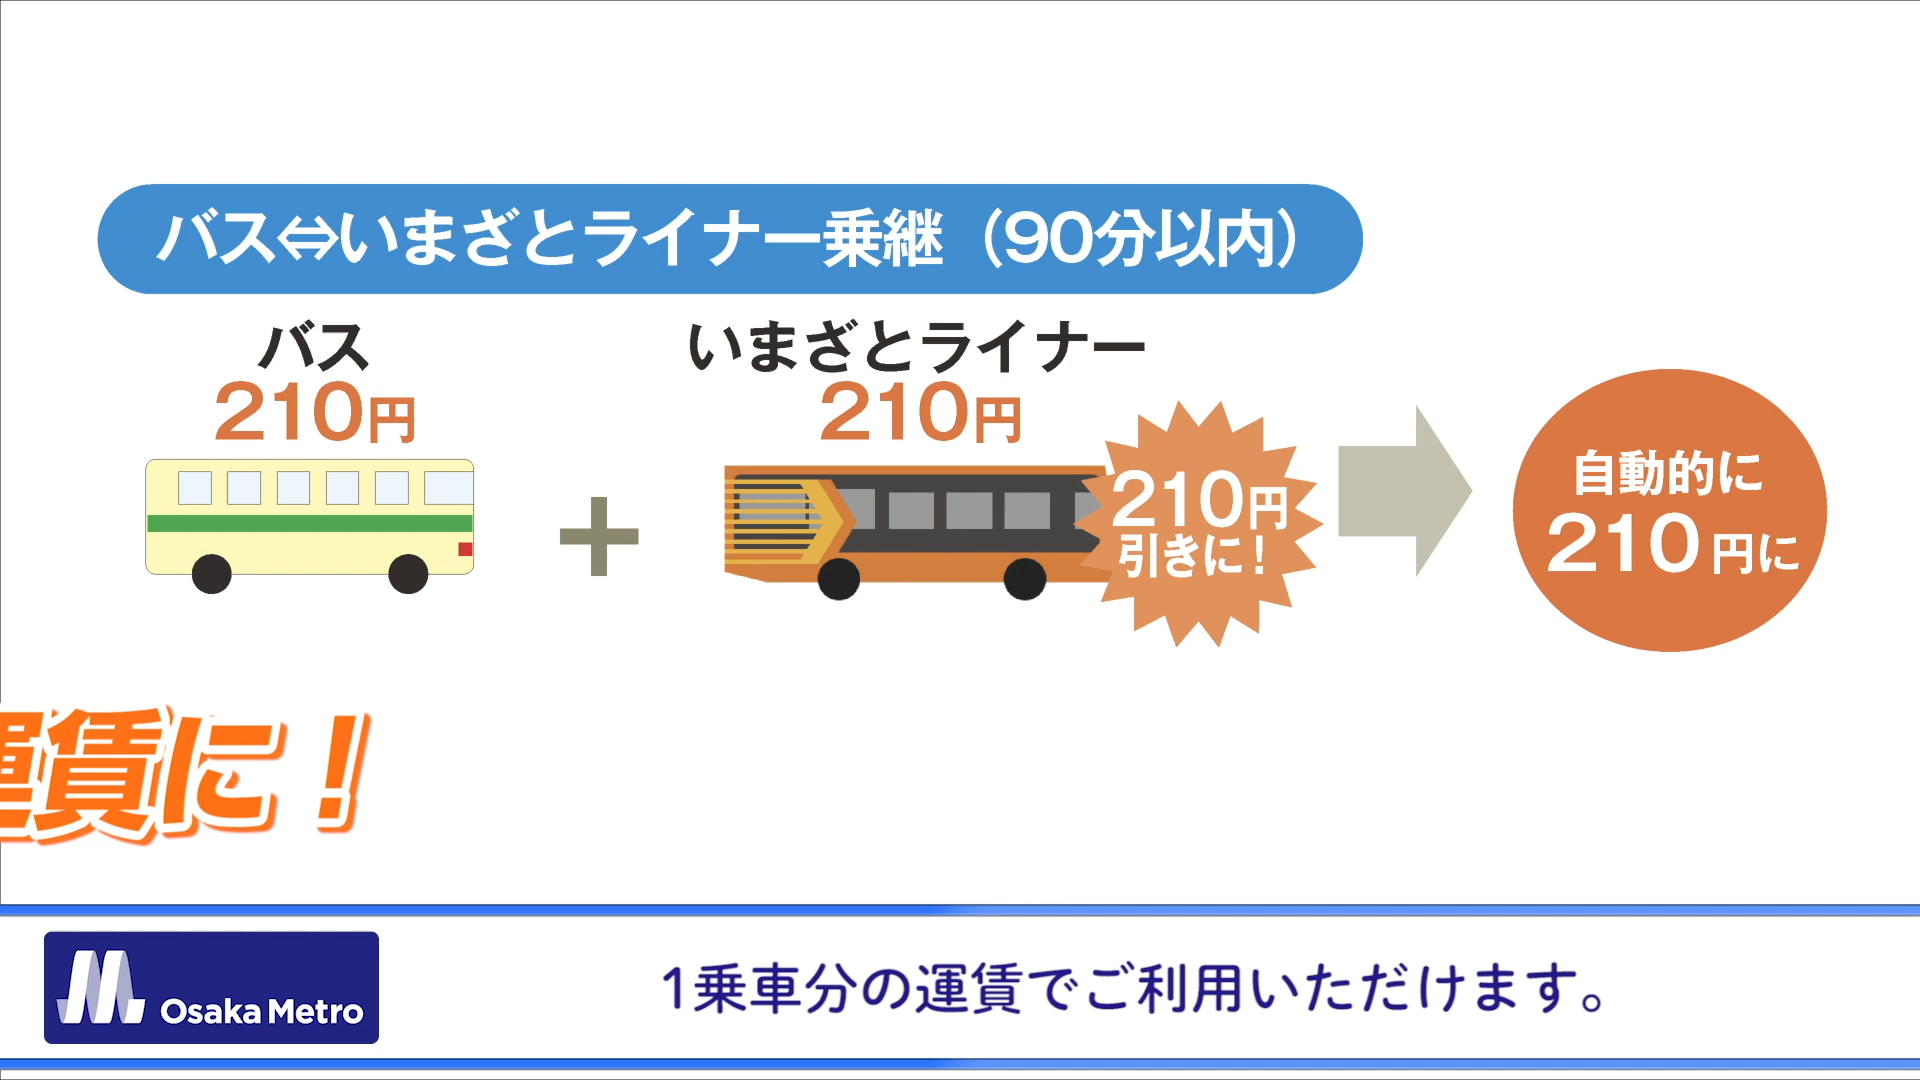 バス⇔いまざとライナー乗継（90分以内）
バス
210円
いまざとライナー
210円
210円
引きに！
自動的に
210円に
運賃に！
Osaka Metro
1乗車分の運賃でご利用いただけます。